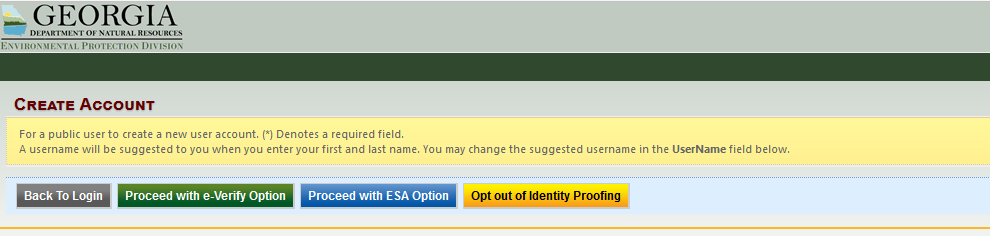 GEORGIA
DEPARTMENT OF NATURAL RESOURCES
ENVIRONMENTAL PROTECTION DIVISION
CREATE ACCOUNT
For a public user to create a new user account. (*) Denotes a required field.
A username will be suggested to you when you enter your first and last name. You may change the suggested username in the UserName field below.
Back To Login Proceed with e-Verify Option Proceed with ESA Option Opt out of Identity Proofing